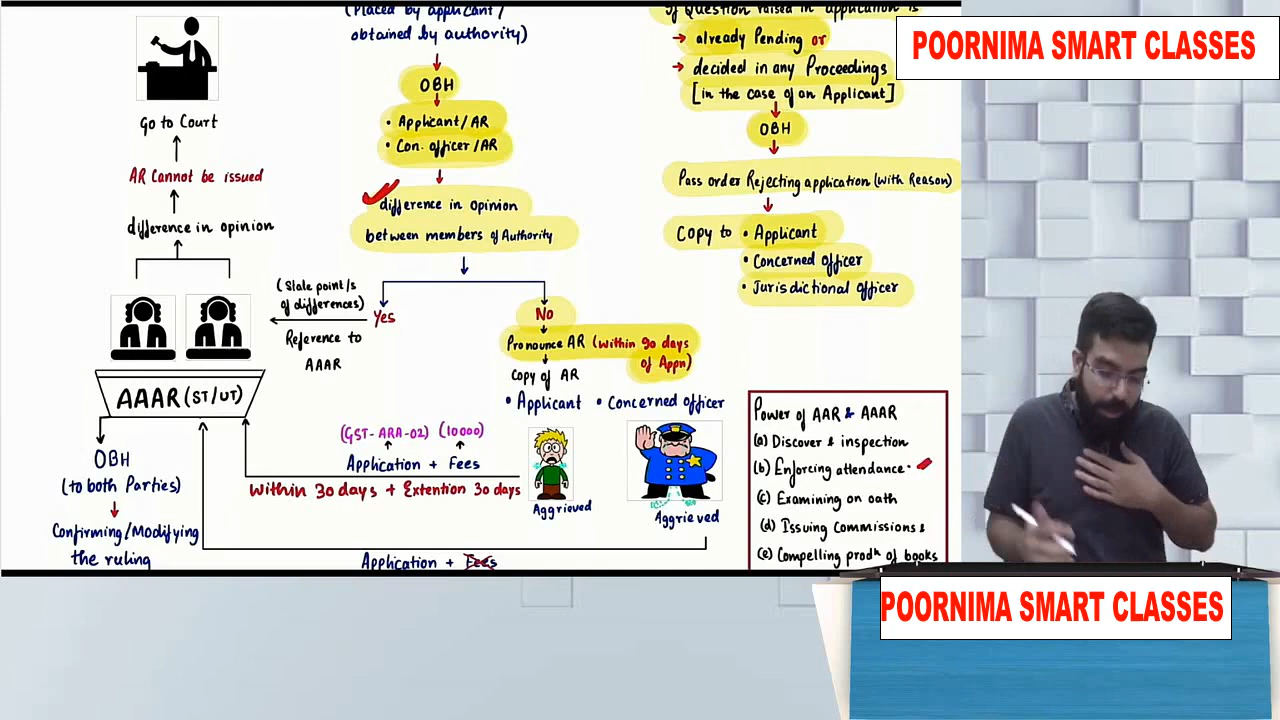 POORNIMA SMART CLASSES
Go to Court
AR Cannot be issued
difference in opinion
AAAR (ST/UT)
OBH
(to both Parties)
Confirming/Modifying
the ruling
(Placed by applicant/
obtained by authority)
OBH
• Applicant/AR
• Con. officer/AR
difference in opinion
between members of Authority
(State point/s
of differences)
Yes
Reference to
AAAR
No
Pronounce AR (within 90 days
of Appn)
Copy of AR
• Applicant • Concerned officer
(GST-ARA-02) (10000)
Application + Fees
within 30 days + Extention 30 days
Aggrieved
Aggrieved
Application + Fees
if Question raised in application is
→ already Pending or
→ decided in any Proceedings
[in the case of an Applicant]
OBH
Pass order Rejecting application (with Reason)
Copy to • Applicant
• Concerned officer
• Jurisdictional officer
Power of AAR & AAAR
(a) Discover & inspection
(b) Enforcing attendance
(c) Examining on oath
(d) Issuing Commissions &
(e) Compelling prodⁿ of books
POORNIMA SMART CLASSES